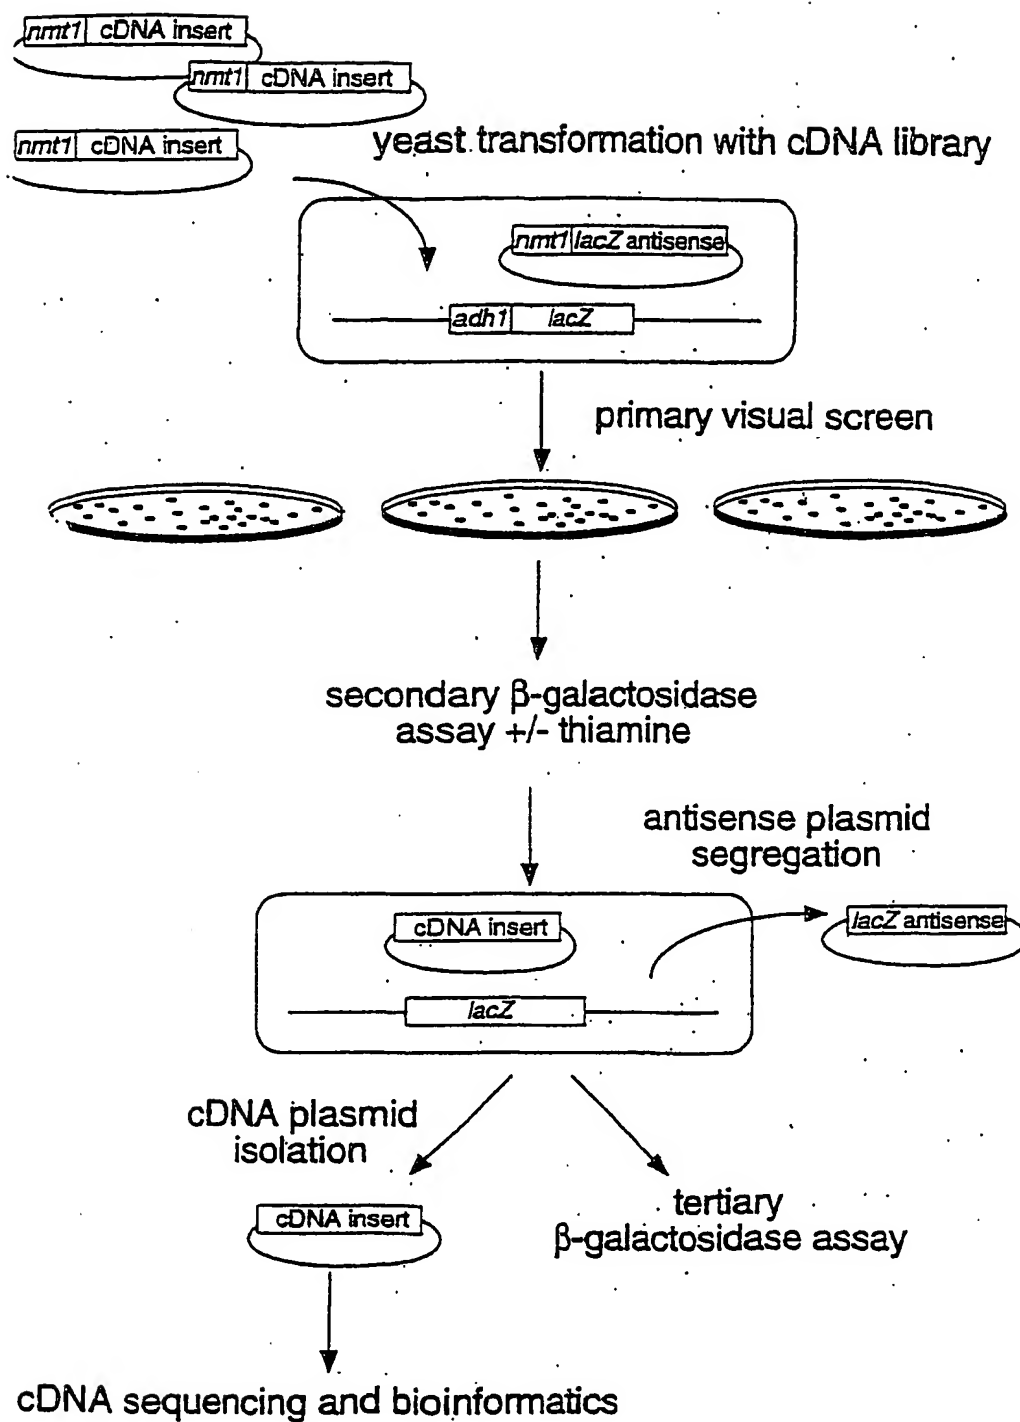 nmt1 cDNA insert
nmt1 cDNA insert
nmt1 cDNA insert
yeast transformation with cDNA library
nmt1 lacZ antisense
adh1 lacZ
primary visual screen
secondary β-galactosidase
assay +/- thiamine
antisense plasmid
segregation
cDNA insert
lacZ antisense
lacZ
cDNA plasmid
isolation
cDNA insert
tertiary
β-galactosidase assay
cDNA sequencing and bioinformatics